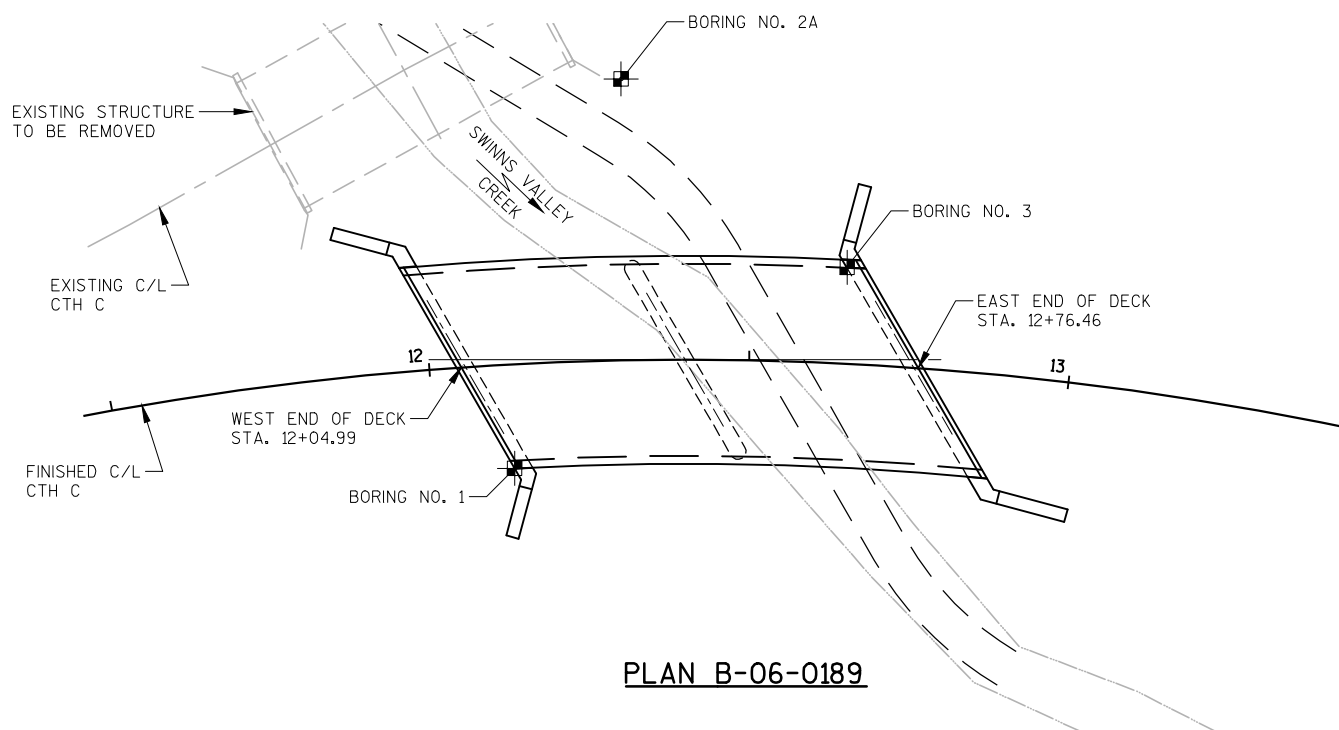 BORING NO. 2A
EXISTING STRUCTURE
TO BE REMOVED
SWINNS VALLEY
CREEK
BORING NO. 3
EXISTING C/L
CTH C
EAST END OF DECK
STA. 12+76.46
12
13
WEST END OF DECK
STA. 12+04.99
FINISHED C/L
CTH C
BORING NO. 1
PLAN B-06-0189